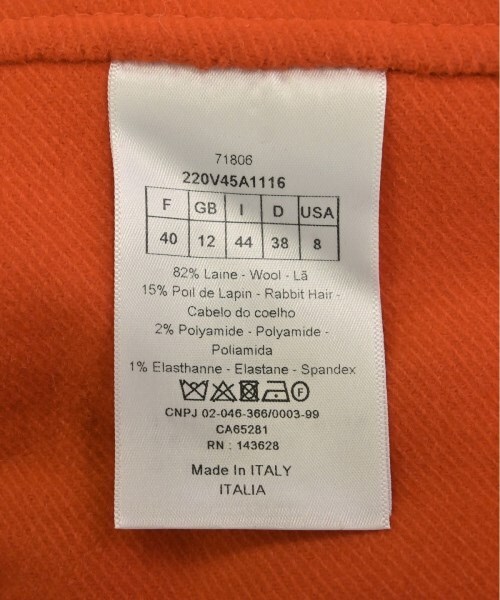 71806
220V45A1116
F GB I D USA
40 12 44 38 8
82% Laine - Wool - Lã
15% Poil de Lapin - Rabbit Hair -
Cabelo do coelho
2% Polyamide - Polyamide -
Poliamida
1% Elasthanne - Elastane - Spandex
F
CNPJ 02-046-366/0003-99
CA65281
RN : 143628
Made In ITALY
ITALIA